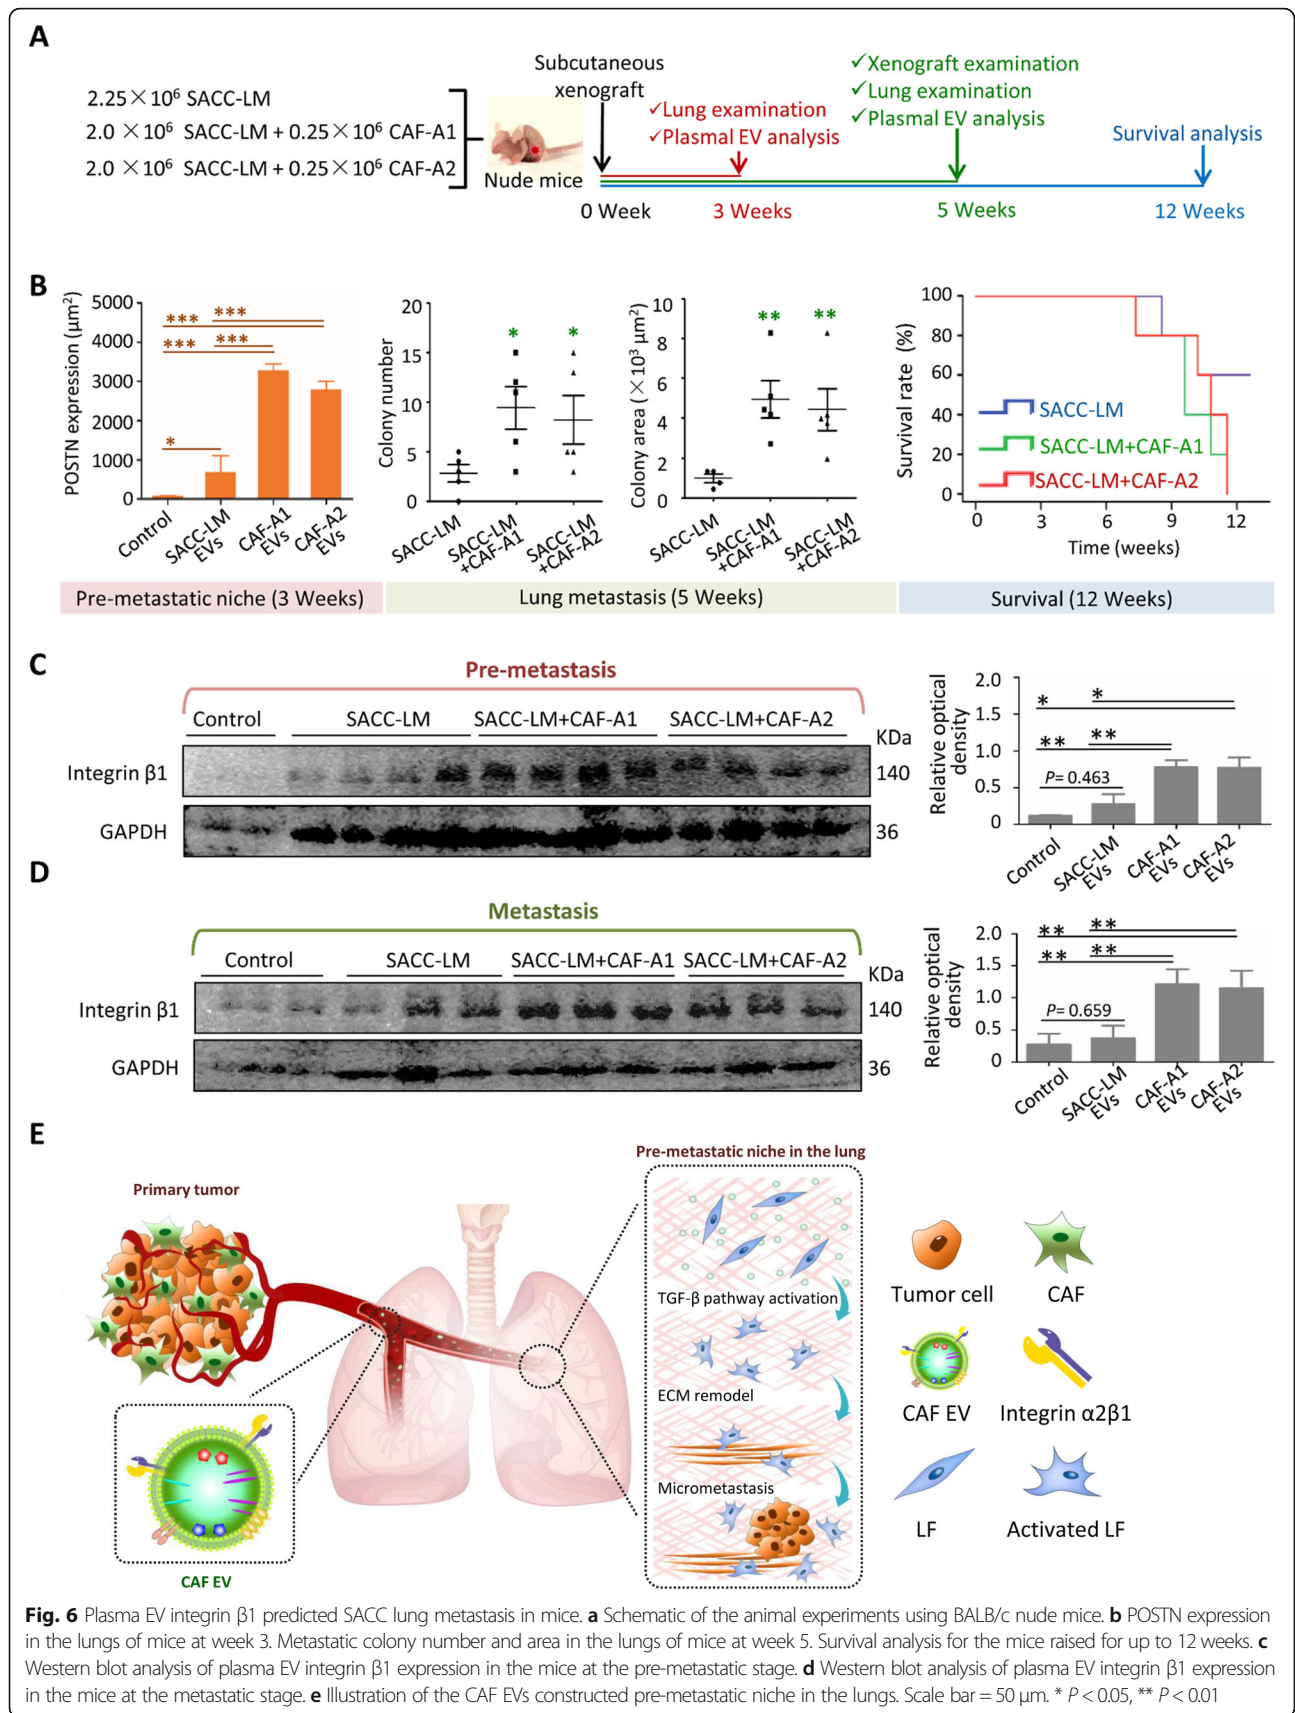 A
2.25×10⁶ SACC-LM
2.0 ×10⁶ SACC-LM + 0.25×10⁶ CAF-A1
2.0 ×10⁶ SACC-LM + 0.25×10⁶ CAF-A2
Nude mice
Subcutaneous
xenograft
✓Lung examination
✓Plasmal EV analysis
✓Xenograft examination
✓Lung examination
✓Plasmal EV analysis
Survival analysis
0 Week
3 Weeks
5 Weeks
12 Weeks
B
POSTN expression (µm²)
5000
4000
3000
2000
1000
0
***
***
***
***
*
Control
SACC-LM
EVs
CAF-A1
EVs
CAF-A2
EVs
Colony number
20
15
10
5
0
*
*
SACC-LM
SACC-LM
+CAF-A1
SACC-LM
+CAF-A2
Colony area (×10³ µm²)
10
8
6
4
2
0
**
**
SACC-LM
SACC-LM
+CAF-A1
SACC-LM
+CAF-A2
Survival rate (%)
100
80
60
40
20
0
SACC-LM
SACC-LM+CAF-A1
SACC-LM+CAF-A2
0 3 6 9 12
Time (weeks)
Pre-metastatic niche (3 Weeks)
Lung metastasis (5 Weeks)
Survival (12 Weeks)
C
Pre-metastasis
Control SACC-LM SACC-LM+CAF-A1 SACC-LM+CAF-A2
KDa
Integrin β1 140
GAPDH 36
Relative optical
density
2.0
1.5
1.0
0.5
0
*
*
**
**
P= 0.463
Control
SACC-LM
EVs
CAF-A1
EVs
CAF-A2
EVs
D
Metastasis
Control SACC-LM SACC-LM+CAF-A1 SACC-LM+CAF-A2
KDa
Integrin β1 140
GAPDH 36
Relative optical
density
2.0
1.5
1.0
0.5
0
**
**
**
**
P= 0.659
Control
SACC-LM
EVs
CAF-A1
EVs
CAF-A2
EVs
E
Primary tumor
CAF EV
Pre-metastatic niche in the lung
TGF-β pathway activation
ECM remodel
Micrometastasis
Tumor cell
CAF
CAF EV
Integrin α2β1
LF
Activated LF
Fig. 6 Plasma EV integrin β1 predicted SACC lung metastasis in mice. a Schematic of the animal experiments using BALB/c nude mice. b POSTN expression
in the lungs of mice at week 3. Metastatic colony number and area in the lungs of mice at week 5. Survival analysis for the mice raised for up to 12 weeks. c
Western blot analysis of plasma EV integrin β1 expression in the mice at the pre-metastatic stage. d Western blot analysis of plasma EV integrin β1 expression
in the mice at the metastatic stage. e Illustration of the CAF EVs constructed pre-metastatic niche in the lungs. Scale bar = 50 µm. * P < 0.05, ** P < 0.01